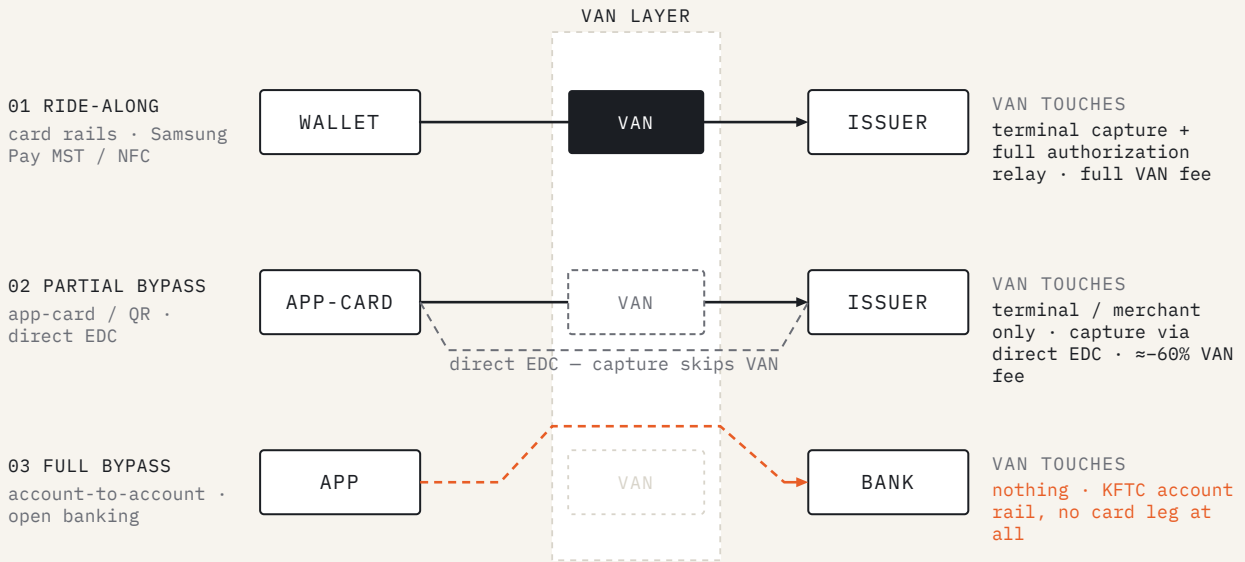 VAN LAYER
01 RIDE-ALONG
card rails · Samsung
Pay MST / NFC
WALLET
VAN
ISSUER
VAN TOUCHES
terminal capture +
full authorization
relay · full VAN fee
02 PARTIAL BYPASS
app-card / QR ·
direct EDC
APP-CARD
VAN
ISSUER
direct EDC — capture skips VAN
VAN TOUCHES
terminal / merchant
only · capture via
direct EDC · ≈−60% VAN
fee
03 FULL BYPASS
account-to-account ·
open banking
APP
VAN
BANK
VAN TOUCHES
nothing · KFTC account
rail, no card leg at
all